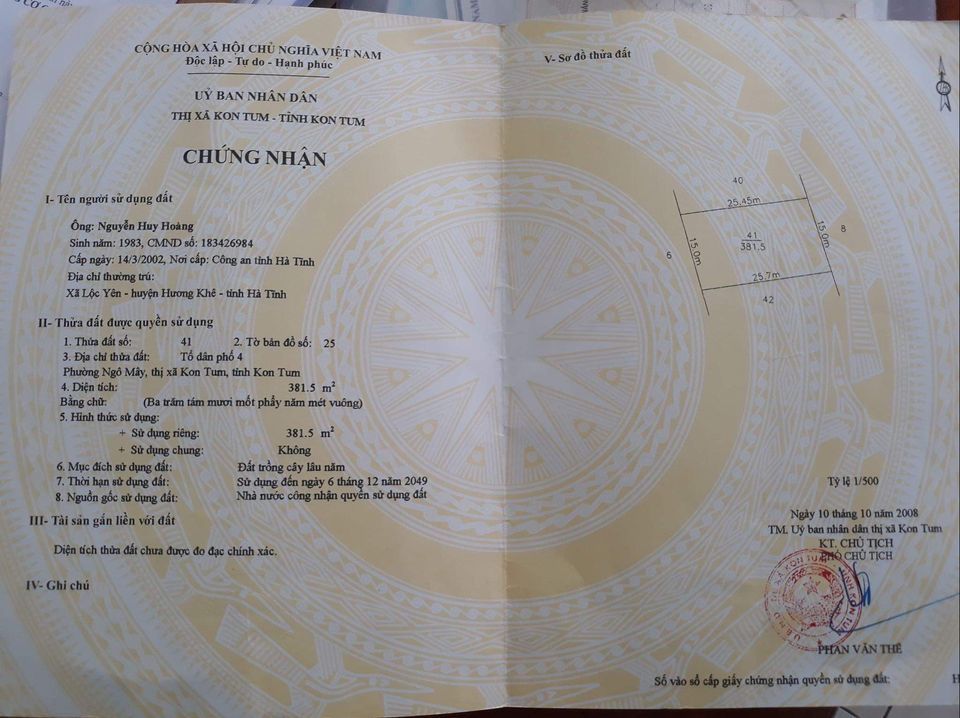 CỘNG HÒA XÃ HỘI CHỦ NGHĨA VIỆT NAM
Độc lập - Tự do - Hạnh phúc
UỶ BAN NHÂN DÂN
THỊ XÃ KON TUM - TỈNH KON TUM
CHỨNG NHẬN
I- Tên người sử dụng đất
Ông: Nguyễn Huy Hoàng
Sinh năm: 1983, CMND số: 183426984
Cấp ngày: 14/3/2002, Nơi cấp: Công an tỉnh Hà Tĩnh
Địa chỉ thường trú:
Xã Lộc Yên - huyện Hương Khê - tỉnh Hà Tĩnh
II- Thửa đất được quyền sử dụng
1. Thửa đất số: 41 2. Tờ bản đồ số: 25
3. Địa chỉ thửa đất: Tổ dân phố 4
Phường Ngô Mây, thị xã Kon Tum, tỉnh Kon Tum
4. Diện tích: 381.5 m²
Bằng chữ: (Ba trăm tám mươi mốt phẩy năm mét vuông)
5. Hình thức sử dụng:
+ Sử dụng riêng: 381.5 m²
+ Sử dụng chung: Không
6. Mục đích sử dụng đất: Đất trồng cây lâu năm
7. Thời hạn sử dụng đất: Sử dụng đến ngày 6 tháng 12 năm 2049
8. Nguồn gốc sử dụng đất: Nhà nước công nhận quyền sử dụng đất
III- Tài sản gắn liền với đất
Diện tích thửa đất chưa được đo đạc chính xác.
IV- Ghi chú
V- Sơ đồ thửa đất
40
25.45m
15.0m
41
381.5
15.0m
8
6
25.7m
42
Tỷ lệ 1/500
Ngày 10 tháng 10 năm 2008
TM. Uỷ ban nhân dân thị xã Kon Tum
KT. CHỦ TỊCH
PHÓ CHỦ TỊCH
U.B.N.D THỊ XÃ KON TUM TỈNH KON TUM
PHAN VĂN THẾ
Số vào sổ cấp giấy chứng nhận quyền sử dụng đất: H